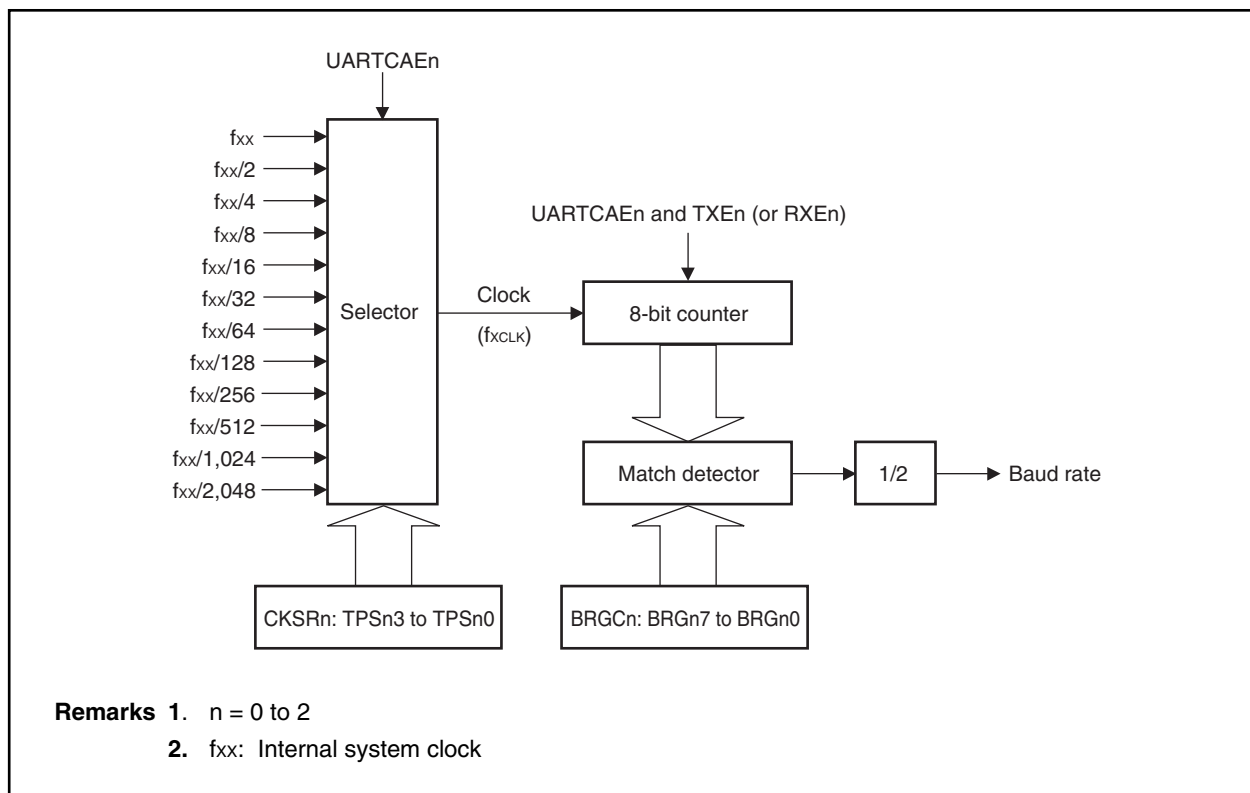 UARTCAEn
fxx
fxx/2
fxx/4
fxx/8
fxx/16
fxx/32
fxx/64
fxx/128
fxx/256
fxx/512
fxx/1,024
fxx/2,048
Selector
Clock
(fXCLK)
UARTCAEn and TXEn (or RXEn)
8-bit counter
Match detector
1/2
Baud rate
CKSRn: TPSn3 to TPSn0
BRGCn: BRGn7 to BRGn0
Remarks 1. n = 0 to 2
2. fxx: Internal system clock